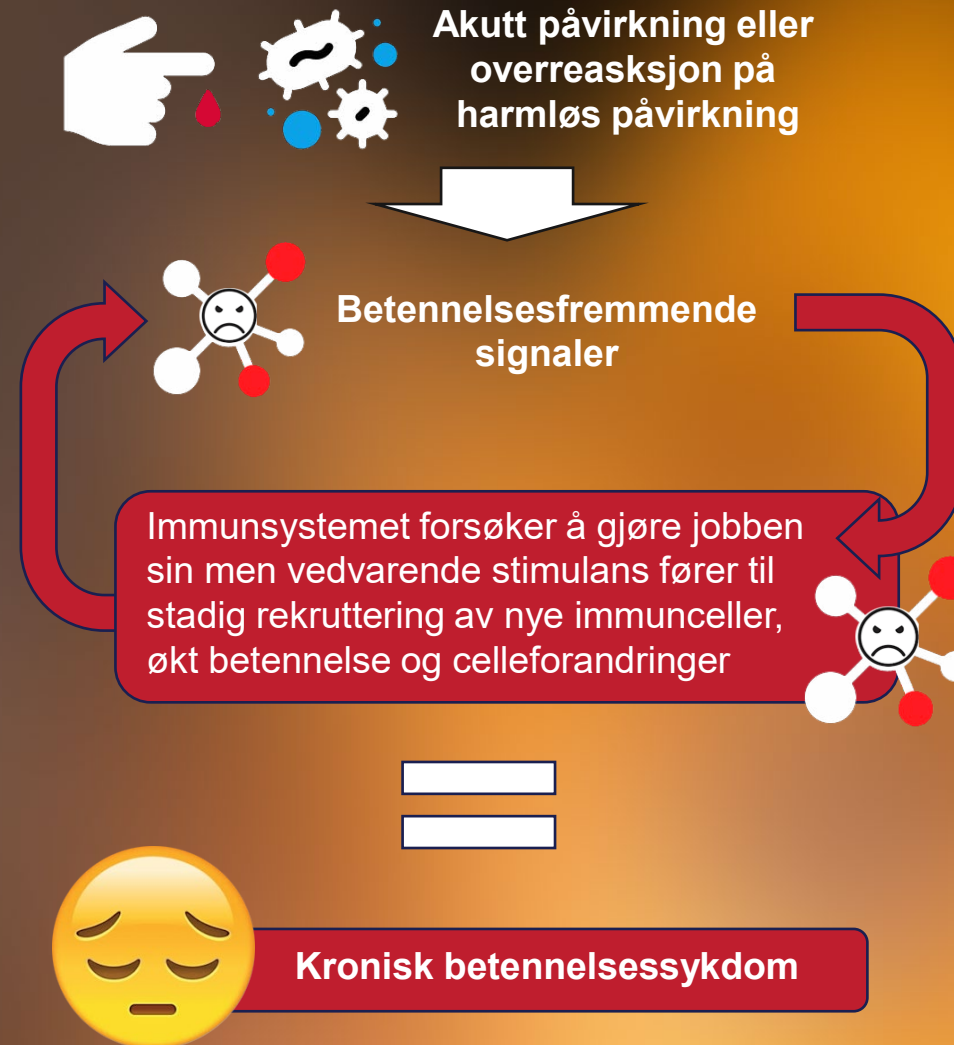 Akutt påvirkning eller
overreasksjon på
harmløs påvirkning
Betennelsesfremmende
signaler
Immunsystemet forsøker å gjøre jobben
sin men vedvarende stimulans fører til
stadig rekruttering av nye immunceller,
økt betennelse og celleforandringer
Kronisk betennelsessykdom